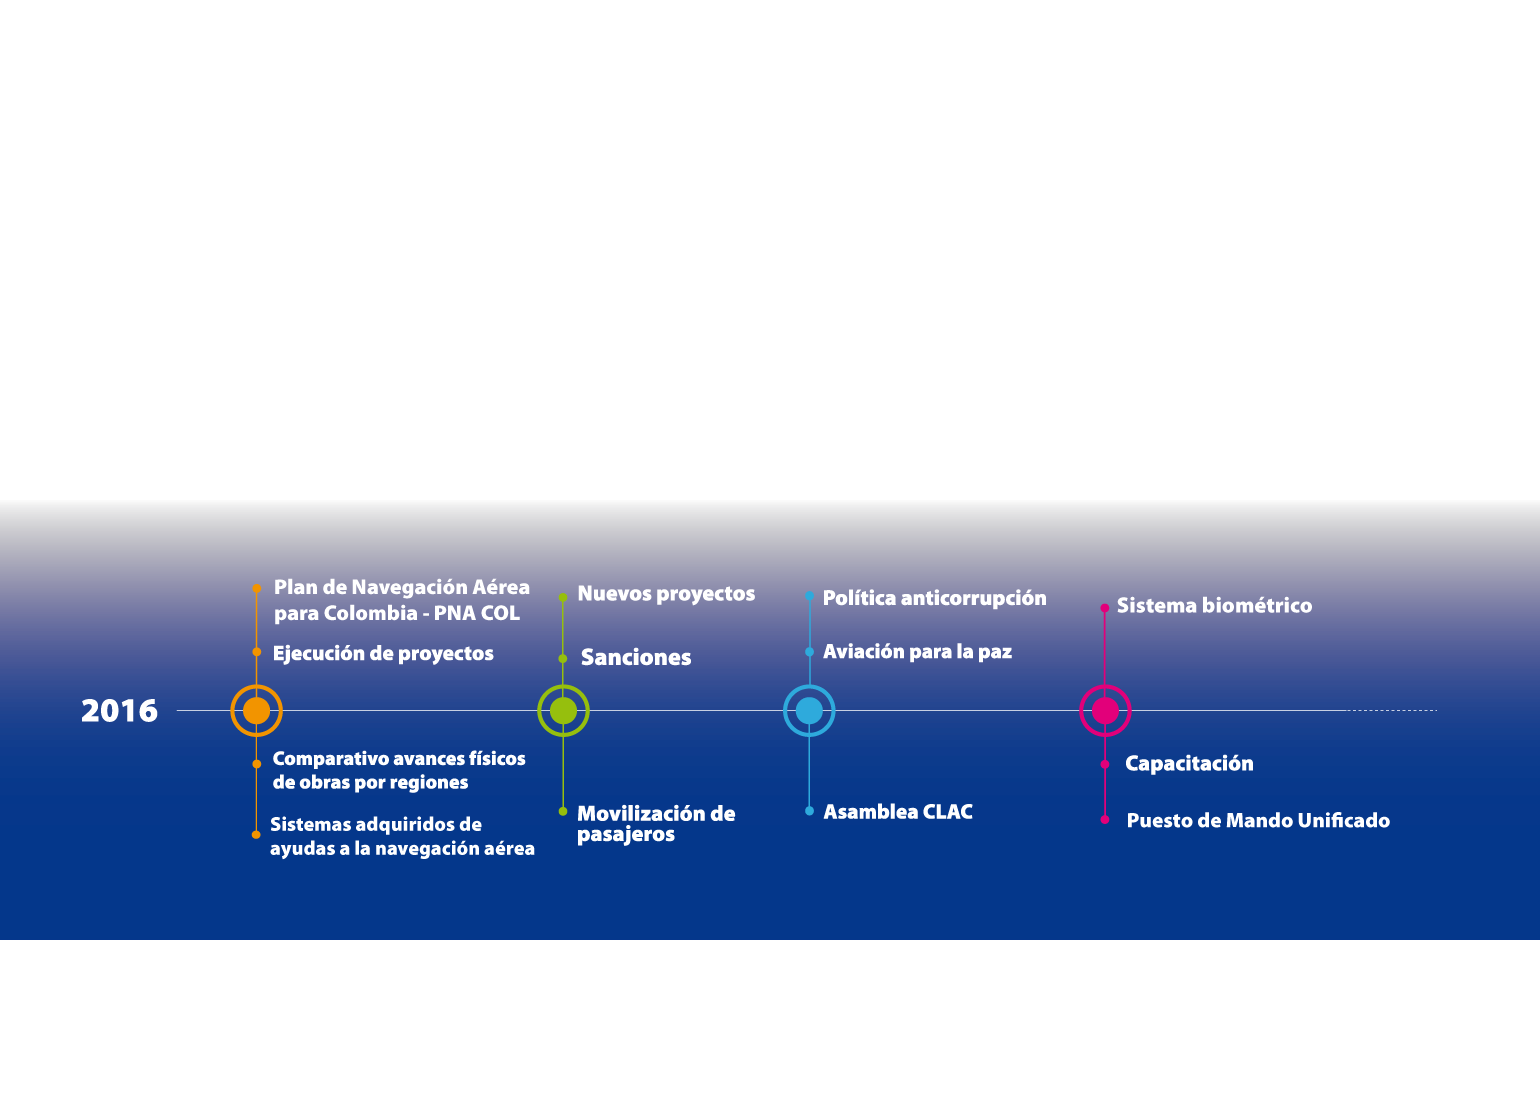 2016
Plan de Navegación Aérea
para Colombia - PNA COL
Ejecución de proyectos
Comparativo avances físicos
de obras por regiones
Sistemas adquiridos de
ayudas a la navegación aérea
Nuevos proyectos
Sanciones
Movilización de
pasajeros
Política anticorrupción
Aviación para la paz
Asamblea CLAC
Sistema biométrico
Capacitación
Puesto de Mando Unificado